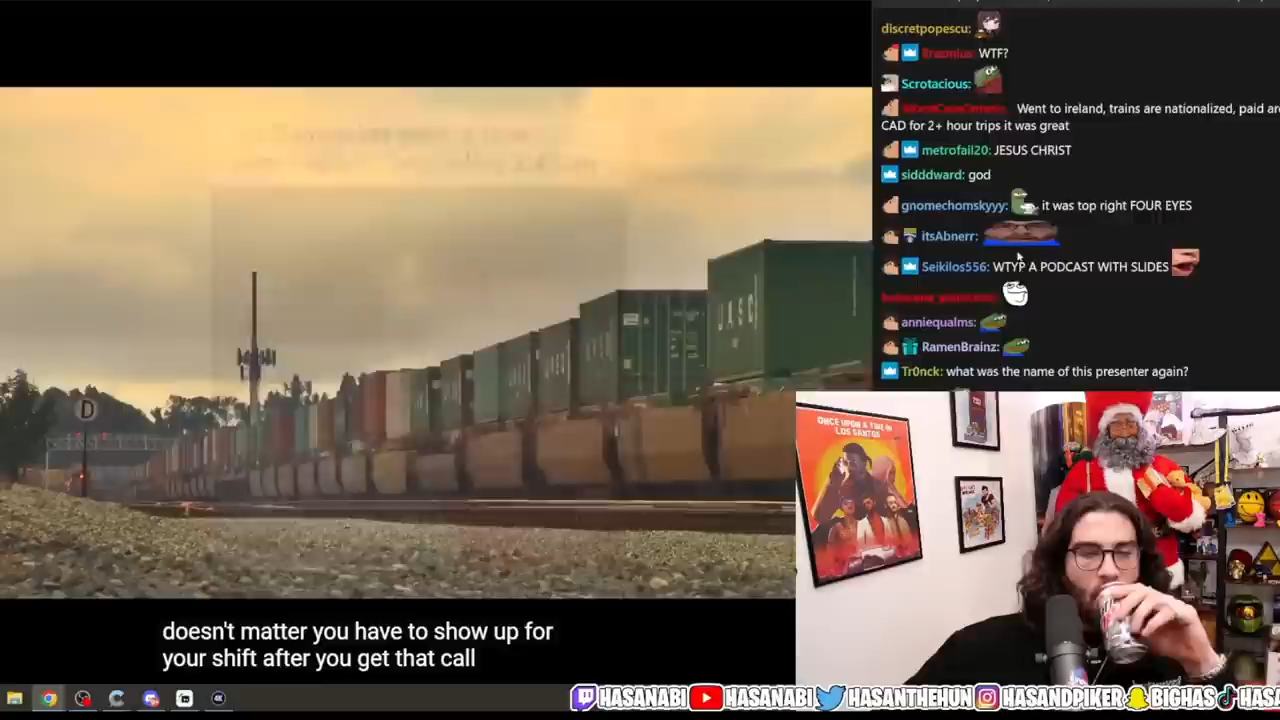 discretpopescu:
WTF?
Scrotacious:
Went to ireland, trains are nationalized, paid
CAD for 2+ hour trips it was great
metrofail20: JESUS CHRIST
sidddward: god
gnomechomskyyy: it was top right FOUR EYES
itsAbnerr:
Seikilos556: WTYP A PODCAST WITH SLIDES
anniequalms:
RamenBrainz:
Tr0nck: what was the name of this presenter again?
UASC
D
ONCE UPON A TIME IN
LOS SANTOS
doesn't matter you have to show up for
your shift after you get that call
HASANABI HASANABI HASANTHEHUN HASANDPIKER BIGHAS HASA